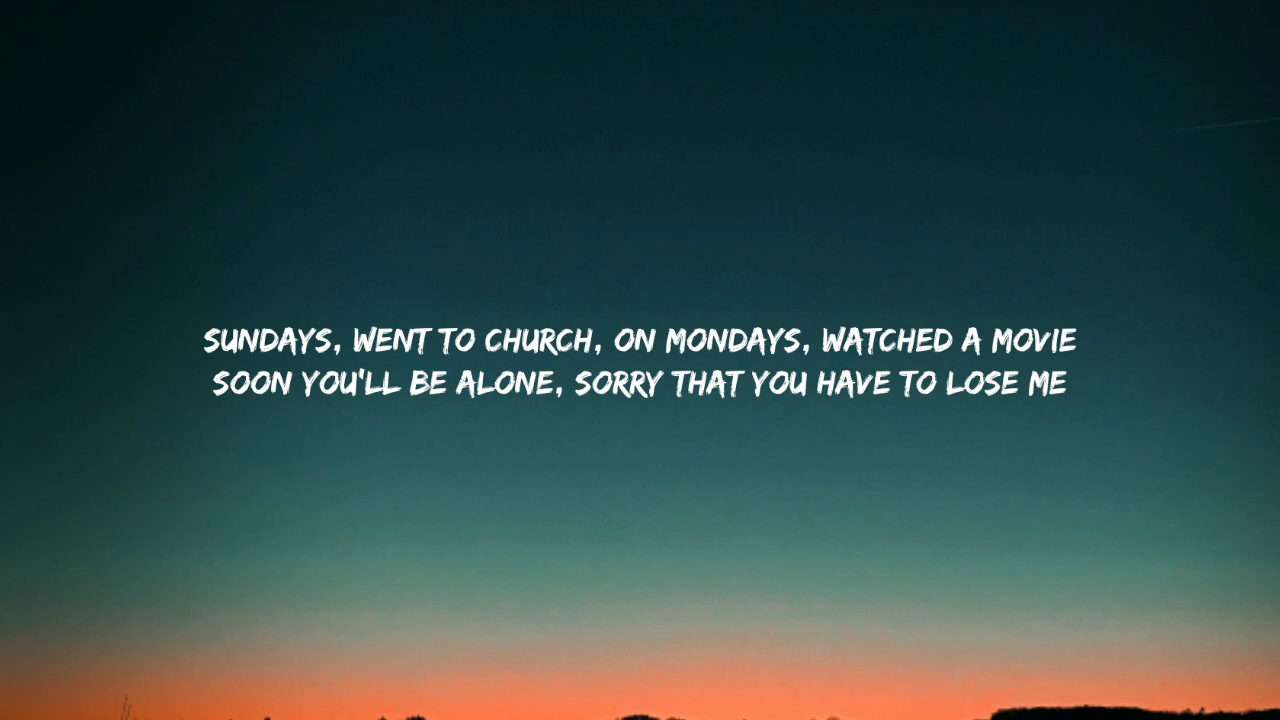 SUNDAYS, WENT TO CHURCH, ON MONDAYS, WATCHED A MOVIE
SOON YOU'LL BE ALONE, SORRY THAT YOU HAVE TO LOSE ME